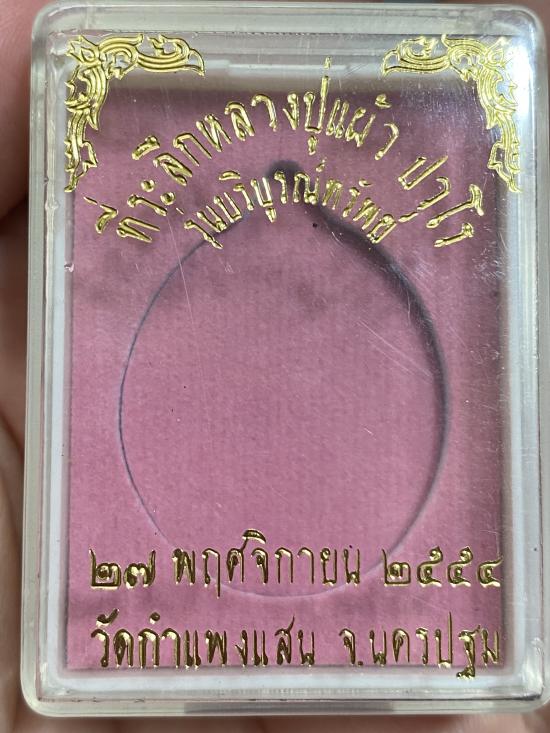 ที่ระลึกหลวงปู่แผ้ว ปวโร
รุ่นบริบูรณ์ทรัพย์
๒๗ พฤศจิกายน ๒๕๕๔
วัดกำแพงแสน จ.นครปฐม